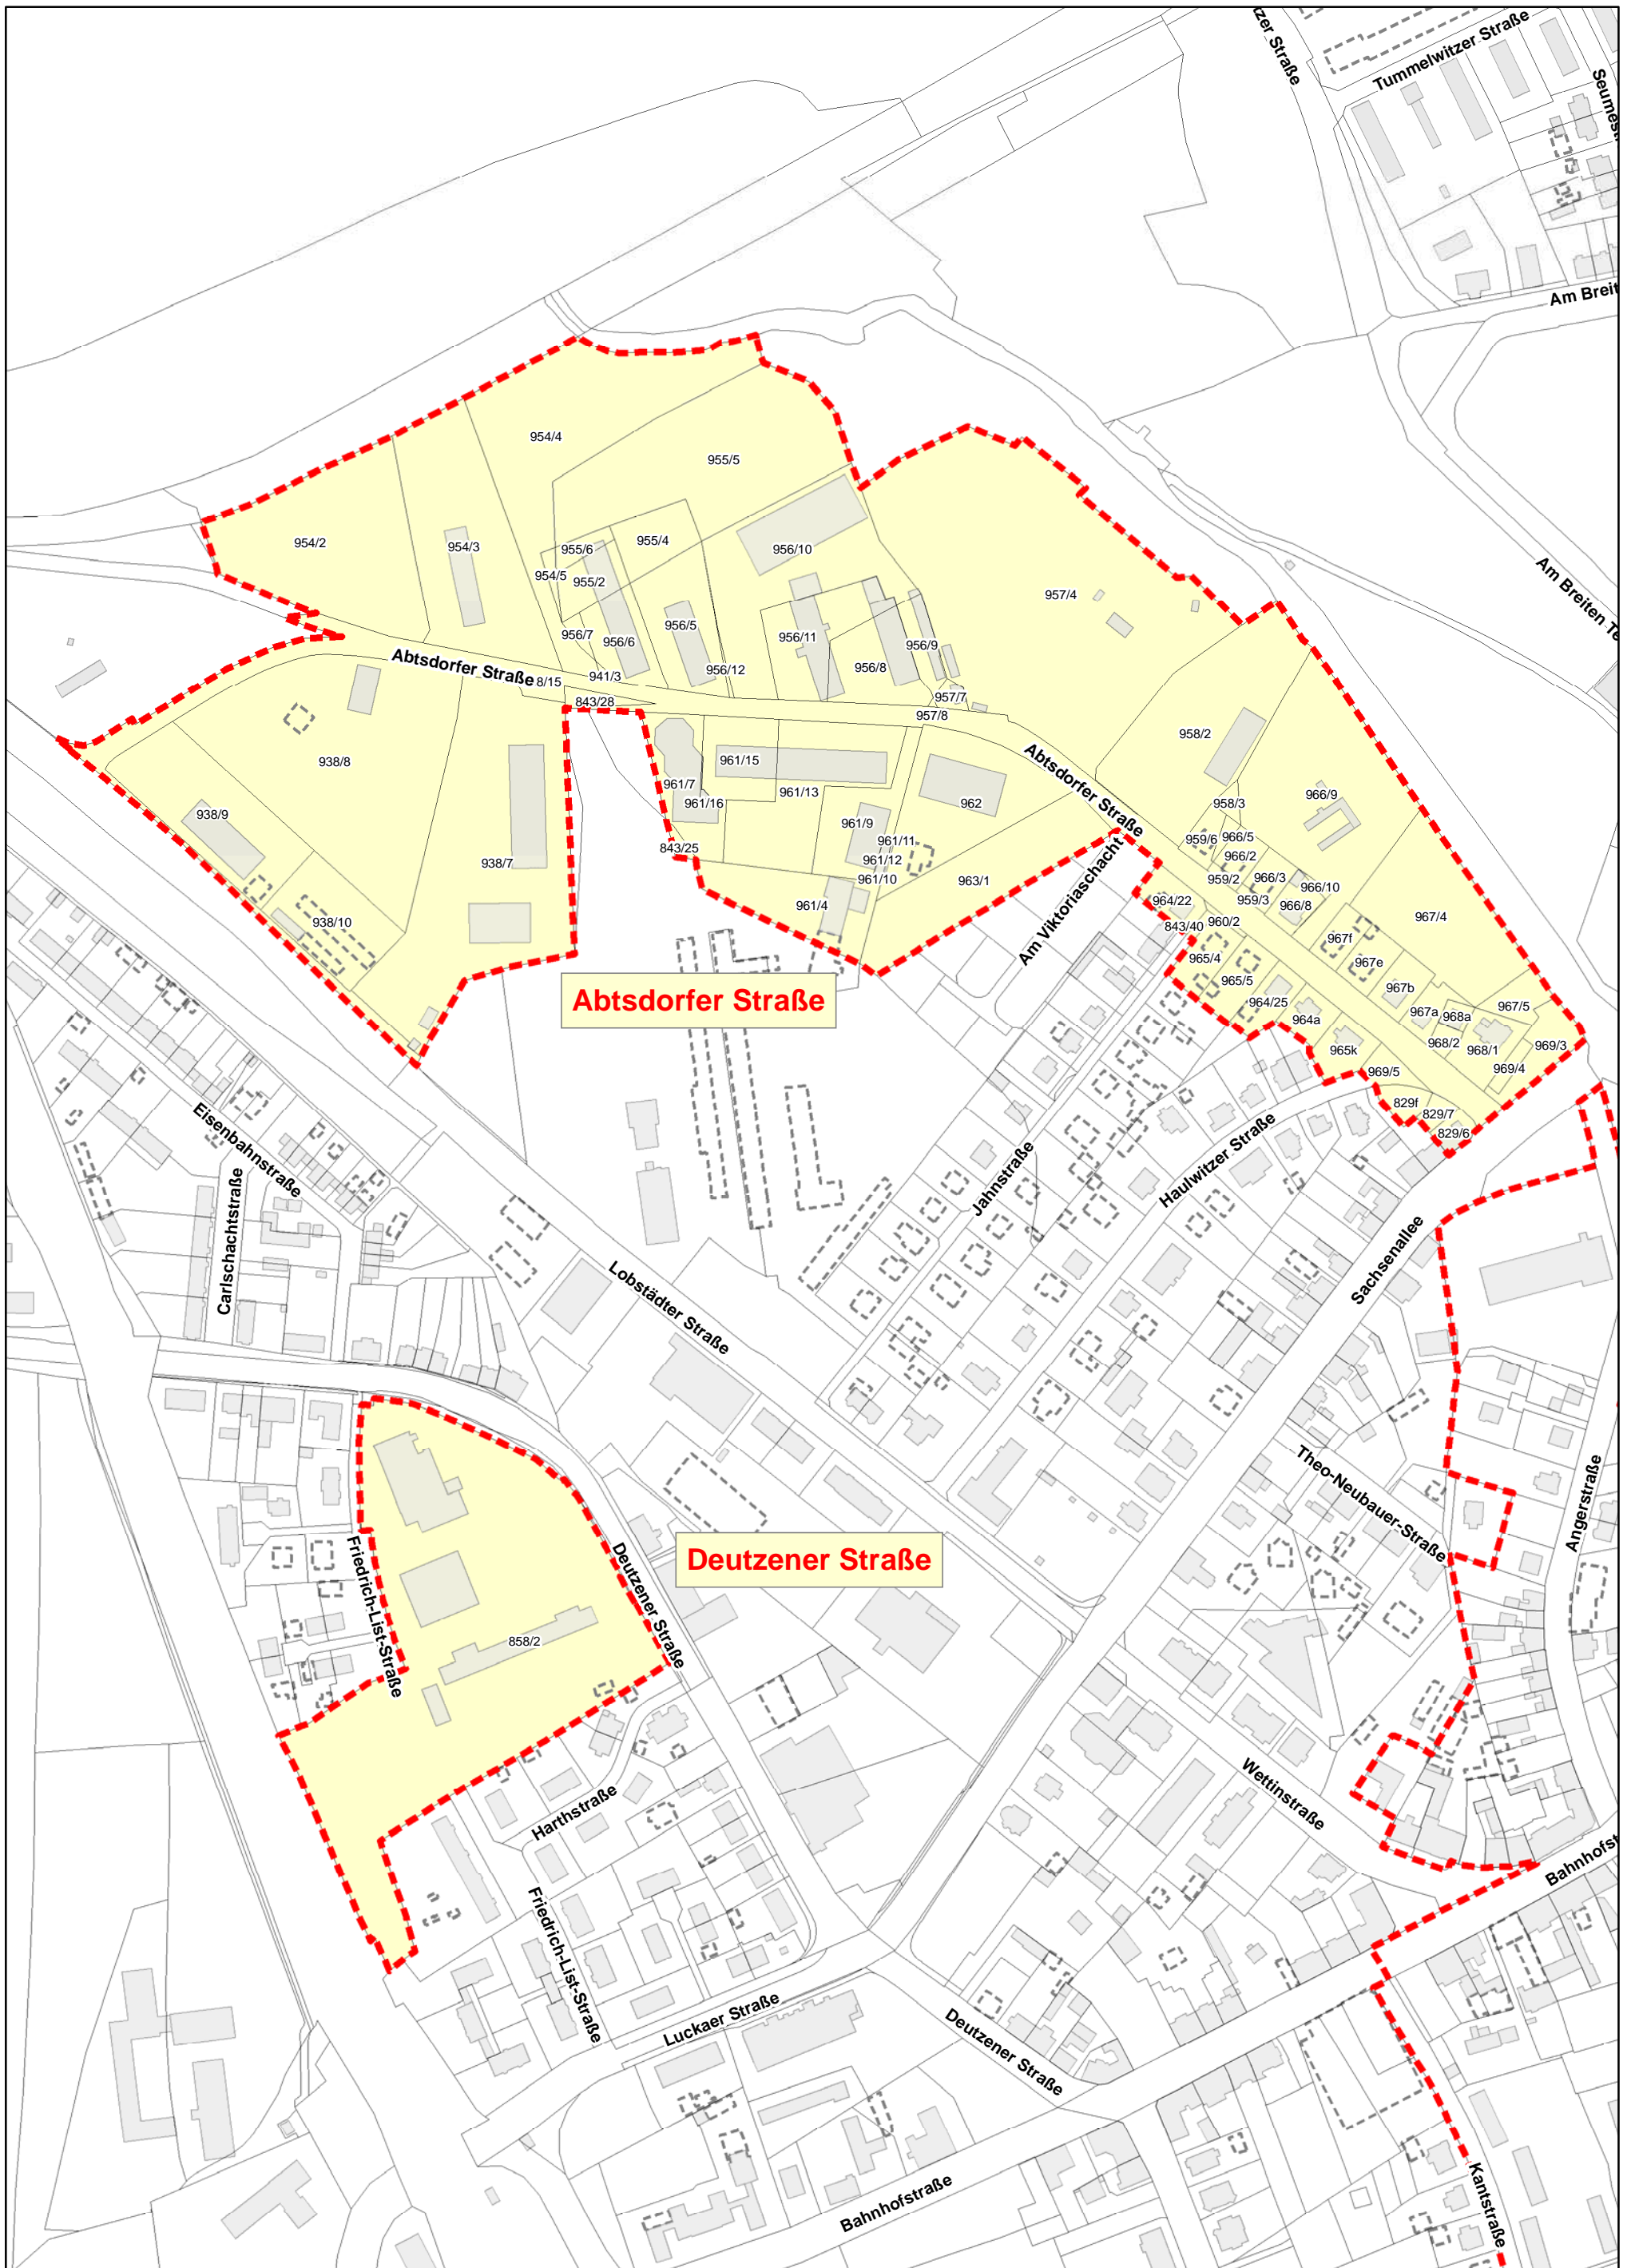 Tummelwitzer Straße
Am Breiten Te
954/4
955/5
954/2
954/3
955/6
955/4
956/10
954/5
955/2
957/4
956/7
956/6
956/5
956/11
956/9
956/12
956/8
Abtsdorfer Straße
8/15
941/3
843/28
957/7
957/8
958/2
938/8
961/15
Abtsdorfer Straße
961/7
961/16
961/13
962
958/3
966/9
938/9
961/9
961/11
961/12
961/10
959/6
966/5
966/2
843/25
938/7
963/1
959/2
966/3
966/10
959/3
966/8
938/10
961/4
Am Viktoriaschacht
964/22
843/40
960/2
967/4
967f
965/4
967e
965/5
967b
Abtsdorfer Straße
964/25
964a
967a
968a
967/5
968/2
968/1
965k
969/3
969/5
969/4
829f
829/7
829/6
Eisenbahnstraße
Carlschachtstraße
Jahnstraße
Haulwitzer Straße
Sachsenallee
Lobstädter Straße
Theo-Neubauer-Straße
Angerstraße
Deutzener Straße
Friedrich-List-Straße
Deutzener Straße
858/2
Wettinstraße
Harthstraße
Friedrich-List-Straße
Luckaer Straße
Deutzener Straße
Bahnhofst
Bahnhofstraße
Kantstraße
zer Straße
Seumest
Am Breit